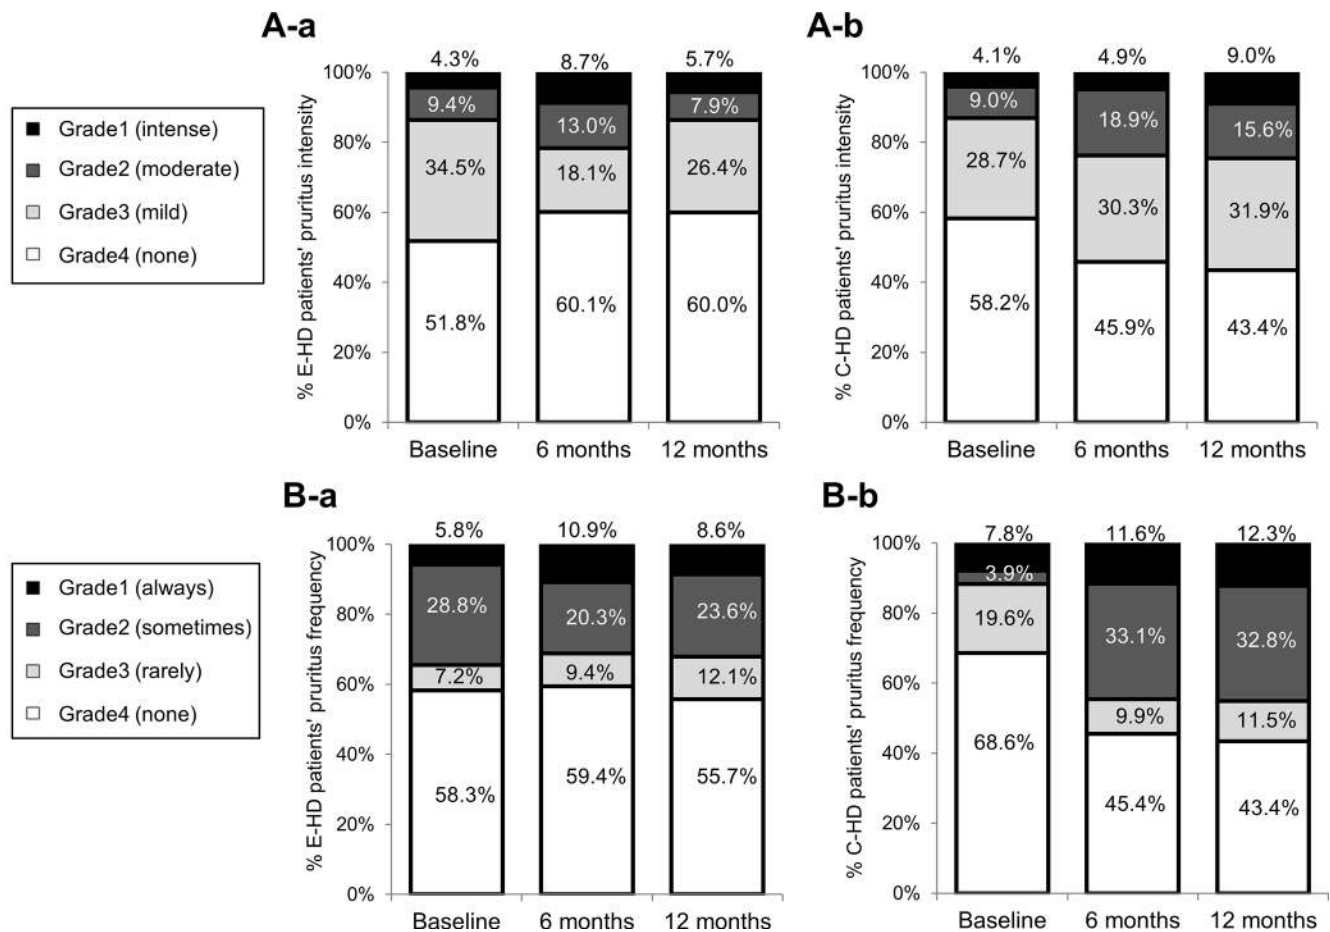 A-a
4.3% 8.7% 5.7%
100%
80%
60%
40%
20%
0%
% E-HD patients' pruritus intensity
9.4% 13.0% 7.9%
34.5% 18.1% 26.4%
51.8% 60.1% 60.0%
Baseline 6 months 12 months
Grade1 (intense)
Grade2 (moderate)
Grade3 (mild)
Grade4 (none)
A-b
4.1% 4.9% 9.0%
100%
80%
60%
40%
20%
0%
% C-HD patients' pruritus intensity
9.0% 18.9% 15.6%
28.7% 30.3% 31.9%
58.2% 45.9% 43.4%
Baseline 6 months 12 months
B-a
5.8% 10.9% 8.6%
100%
80%
60%
40%
20%
0%
% E-HD patients' pruritus frequency
28.8% 20.3% 23.6%
7.2% 9.4% 12.1%
58.3% 59.4% 55.7%
Baseline 6 months 12 months
Grade1 (always)
Grade2 (sometimes)
Grade3 (rarely)
Grade4 (none)
B-b
7.8% 11.6% 12.3%
100%
80%
60%
40%
20%
0%
% C-HD patients' pruritus frequency
3.9% 33.1% 32.8%
19.6% 9.9% 11.5%
68.6% 45.4% 43.4%
Baseline 6 months 12 months